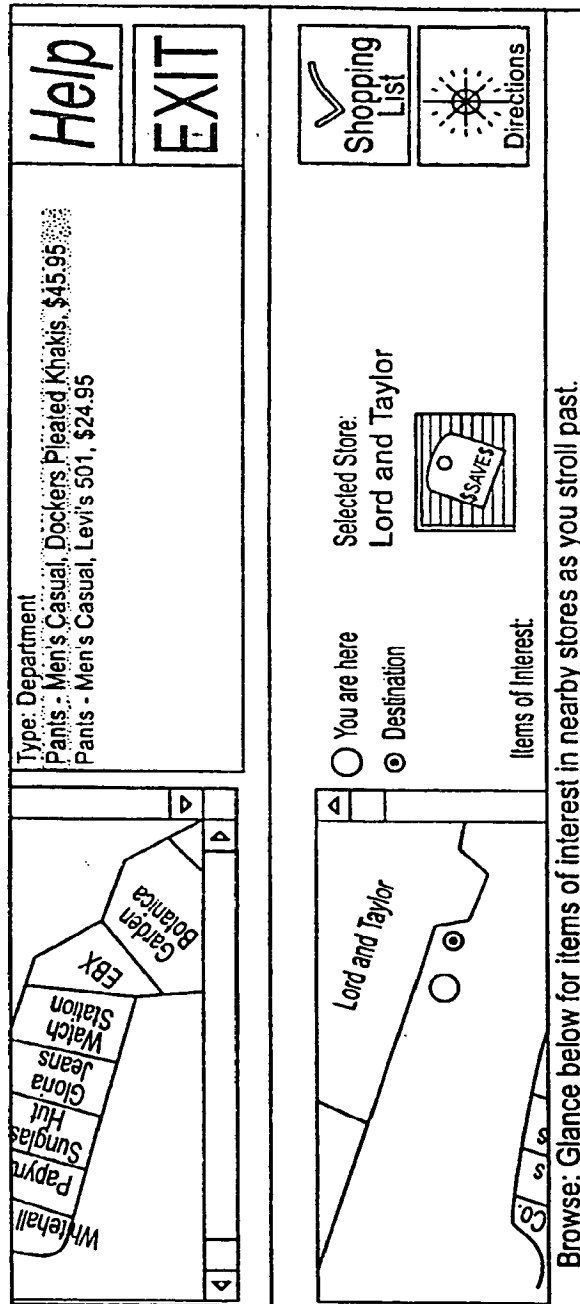 Whitehall
Papyru
Sunglas
Hut
Gloria
Jeans
Watch
Station
EBX
Garden
Botanica
Type: Department
Pants - Men's Casual, Dockers Pleated Khakis, $45.95
Pants - Men's Casual, Levi's 501, $24.95
Help
EXIT
Lord and Taylor
Co.
s
s
You are here
Destination
Selected Store:
Lord and Taylor
$SAVE$
Items of Interest:
Shopping
List
Directions
Browse: Glance below for items of interest in nearby stores as you stroll past.